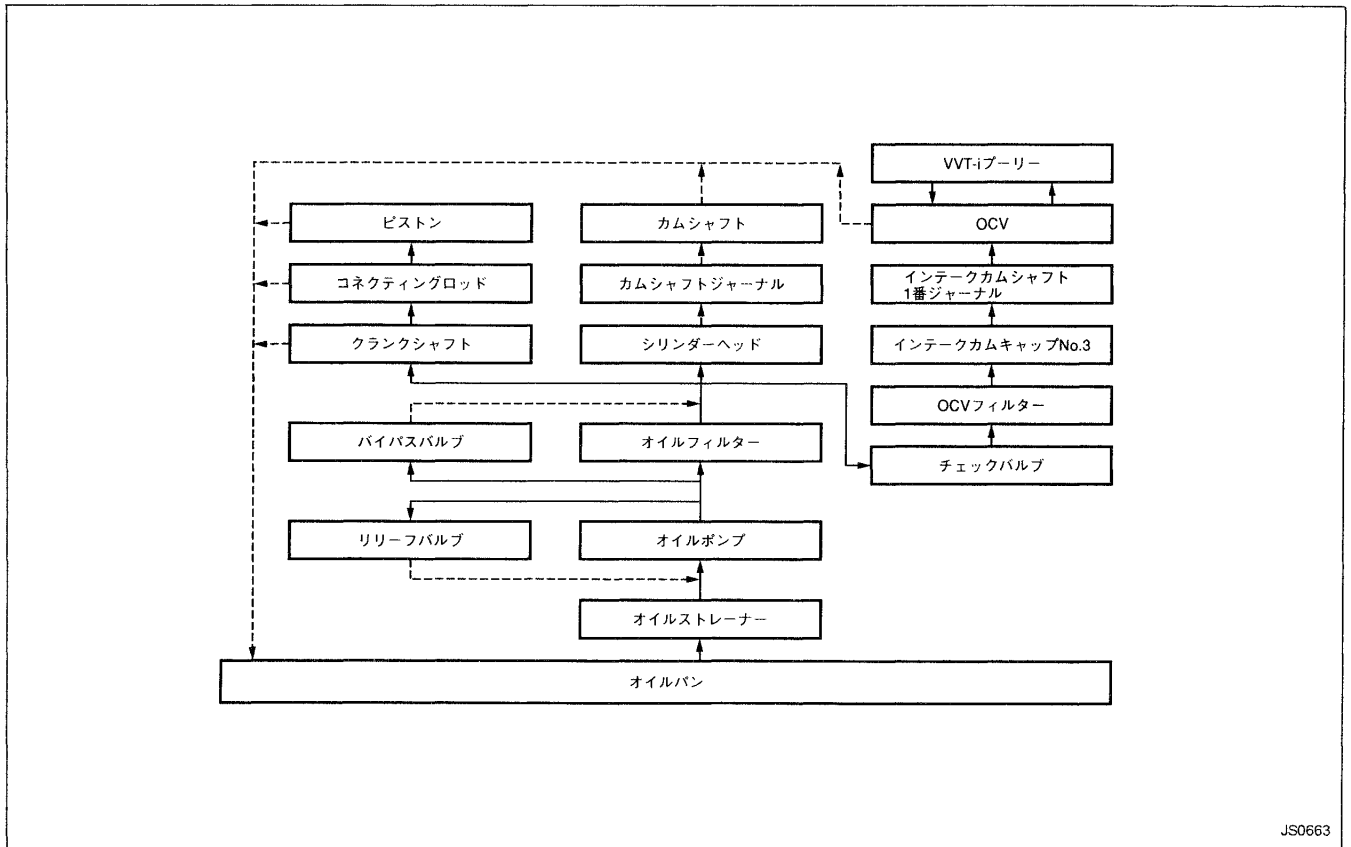 VVT-iプーリー
ピストン
カムシャフト
OCV
コネクティングロッド
カムシャフトジャーナル
インテークカムシャフト
1番ジャーナル
クランクシャフト
シリンダーヘッド
インテークカムキャップNo.3
OCVフィルター
バイパスバルブ
オイルフィルター
チェックバルブ
リリーフバルブ
オイルポンプ
オイルストレーナー
オイルパン
JS0663